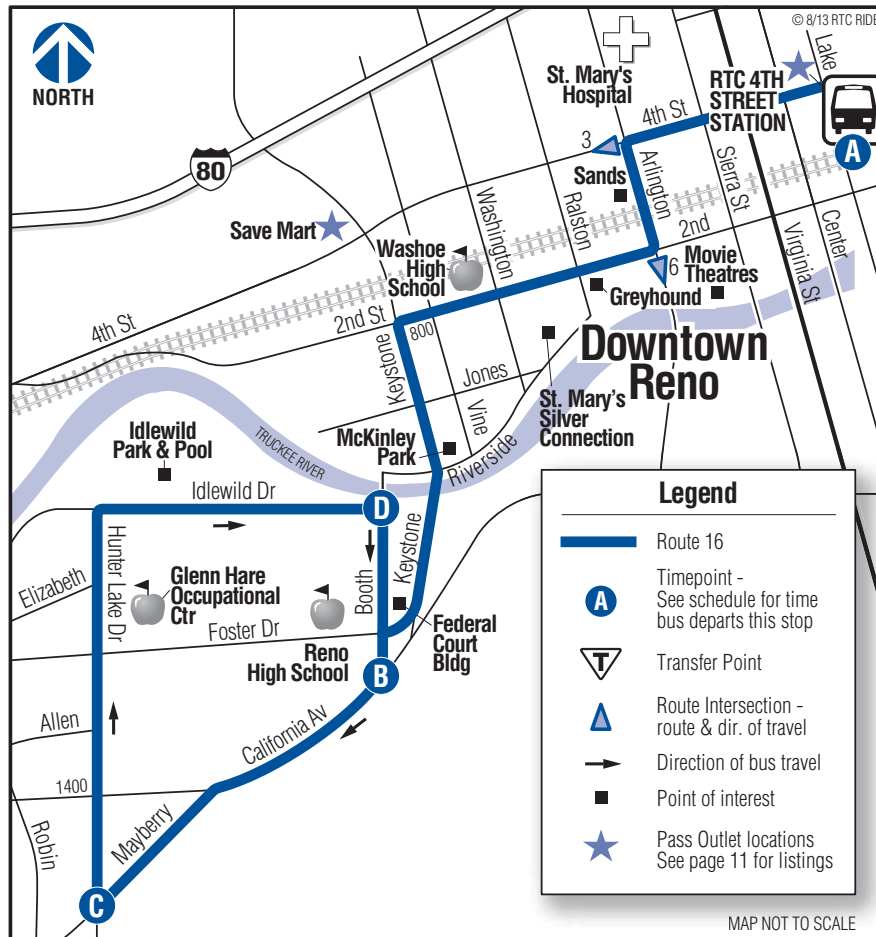 © 8/13 RTC RIDE
NORTH
80
St. Mary's
Hospital
RTC 4TH
STREET
STATION
Lake
A
4th St
3
Sands
Arlington
Sierra St
Ralston
Washington
Save Mart
Washoe
High
School
2nd
Virginia St
Center
6
Movie
Theatres
Greyhound
4th St
2nd St
800
Keystone
Downtown
Reno
Jones
Vine
St. Mary's
Silver
Connection
McKinley
Park
Riverside
TRUCKEE RIVER
Idlewild
Park & Pool
Idlewild Dr
D
Hunter Lake Dr
Elizabeth
Glenn Hare
Occupational
Ctr
Booth
Keystone
Foster Dr
Reno
High School
Federal
Court
Bldg
B
California Av
Allen
1400
Mayberry
Robin
C
Legend
Route 16
A
Timepoint -
See schedule for time
bus departs this stop
T
Transfer Point
Route Intersection -
route & dir. of travel
Direction of bus travel
Point of interest
Pass Outlet locations
See page 11 for listings
MAP NOT TO SCALE